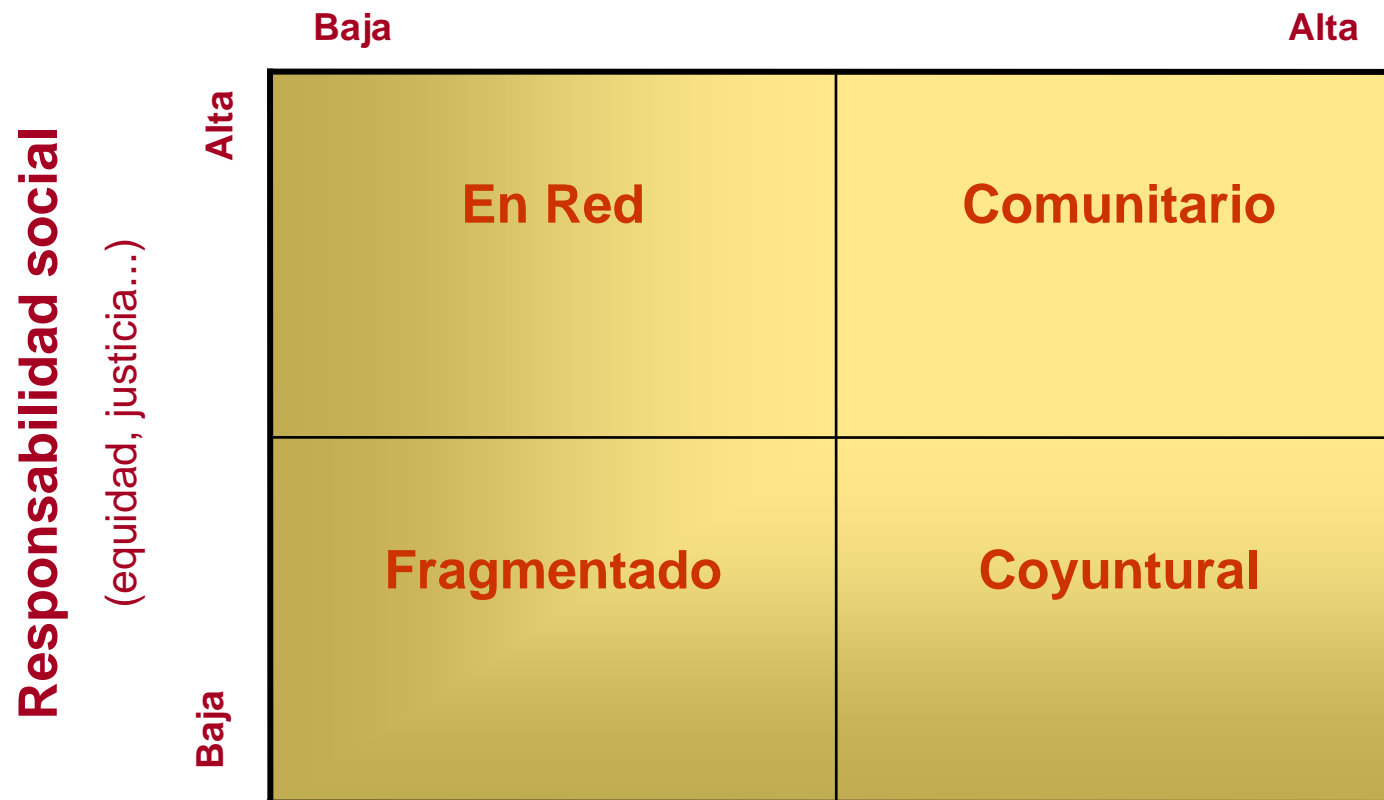 Baja
Alta
Responsabilidad social
(equidad, justicia...)
Alta
En Red
Comunitario
Baja
Fragmentado
Coyuntural